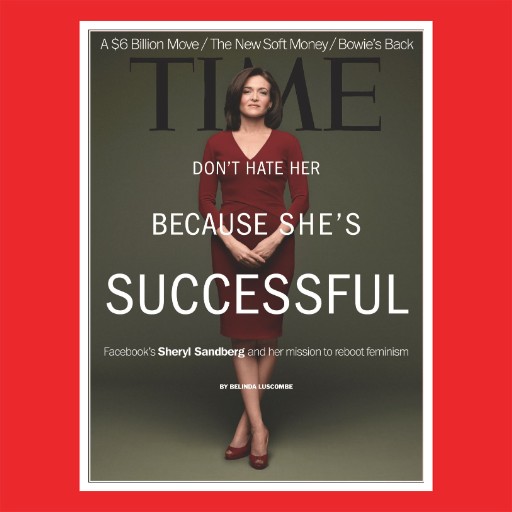 A $6 Billion Move / The New Soft Money / Bowie's Back
TIME
DON'T HATE HER
BECAUSE SHE'S
SUCCESSFUL
Facebook's Sheryl Sandberg and her mission to reboot feminism
BY BELINDA LUSCOMBE